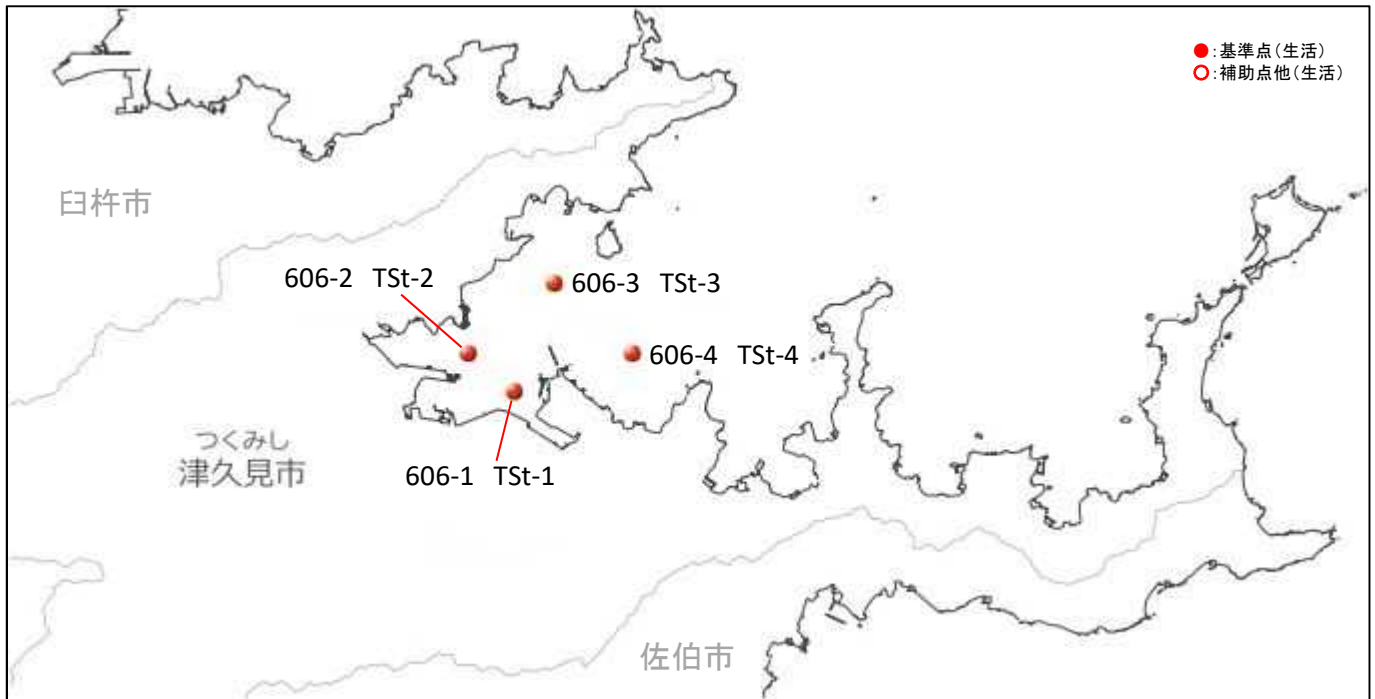 ●:基準点(生活)
○:補助点他(生活)
臼杵市
606-2 TSt-2
606-3 TSt-3
606-4 TSt-4
つくみし
津久見市
606-1 TSt-1
佐伯市